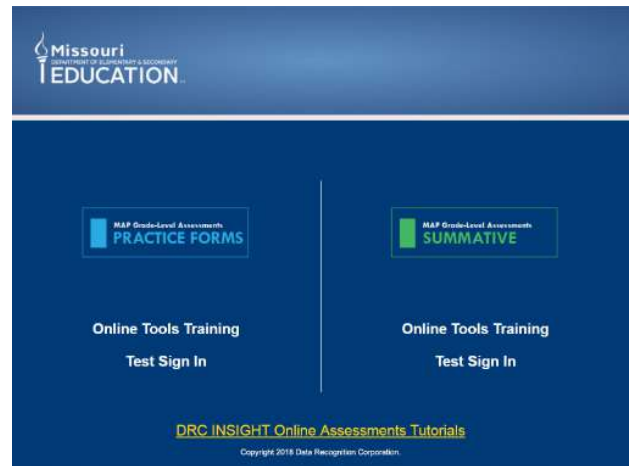 Missouri
DEPARTMENT OF ELEMENTARY & SECONDARY
EDUCATION
MAP Grade-Level Assessments
PRACTICE FORMS
Online Tools Training
Test Sign In
MAP Grade-Level Assessments
SUMMATIVE
Online Tools Training
Test Sign In
DRC INSIGHT Online Assessments Tutorials
Copyright 2018 Data Recognition Corporation.